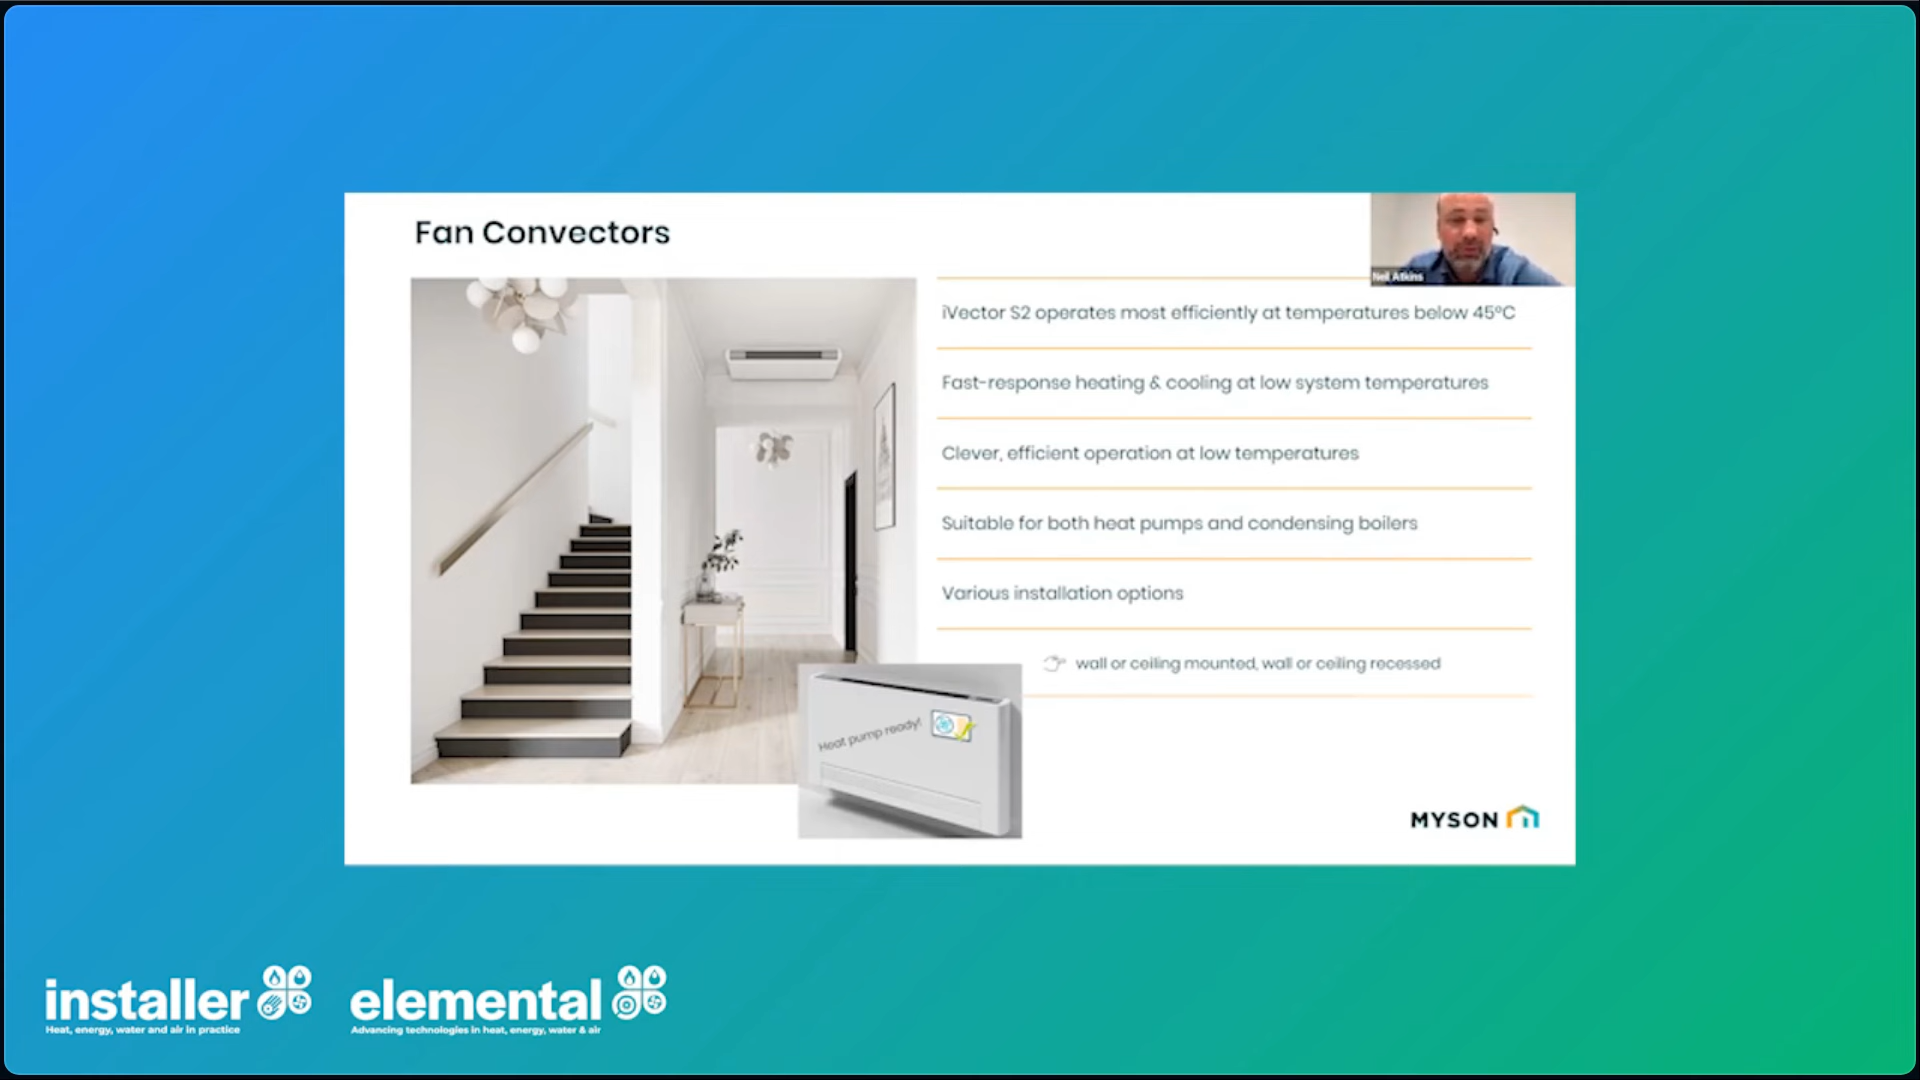 Fan Convectors
Neil Atkins
iVector S2 operates most efficiently at temperatures below 45°C
Fast-response heating & cooling at low system temperatures
Clever, efficient operation at low temperatures
Suitable for both heat pumps and condensing boilers
Various installation options
wall or ceiling mounted, wall or ceiling recessed
Heat pump ready!
MYSON
installer
Heat, energy, water and air in practice
elemental
Advancing technologies in heat, energy, water & air